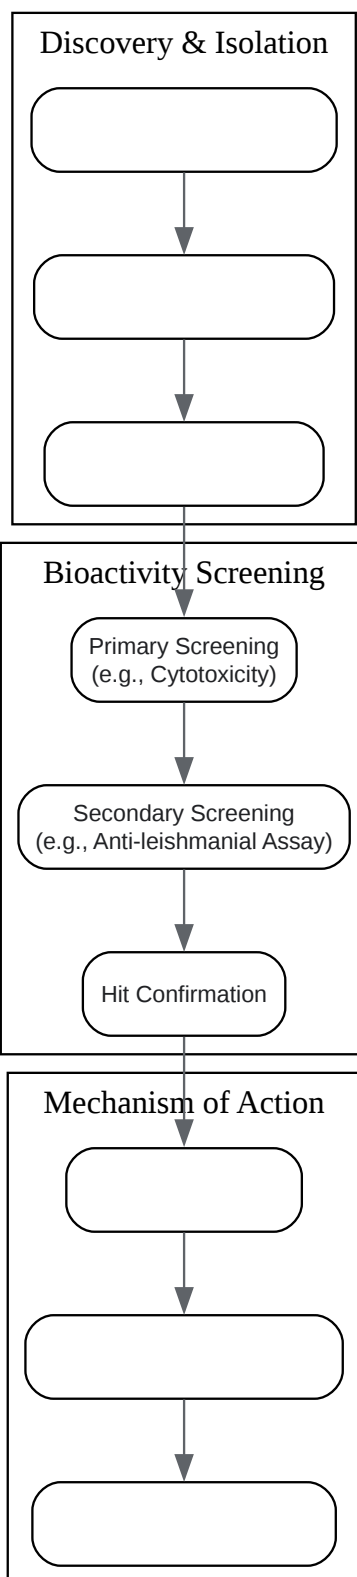 Discovery & Isolation
Bioactivity Screening
Primary Screening
(e.g., Cytotoxicity)
Secondary Screening
(e.g., Anti-leishmanial Assay)
Hit Confirmation
Mechanism of Action